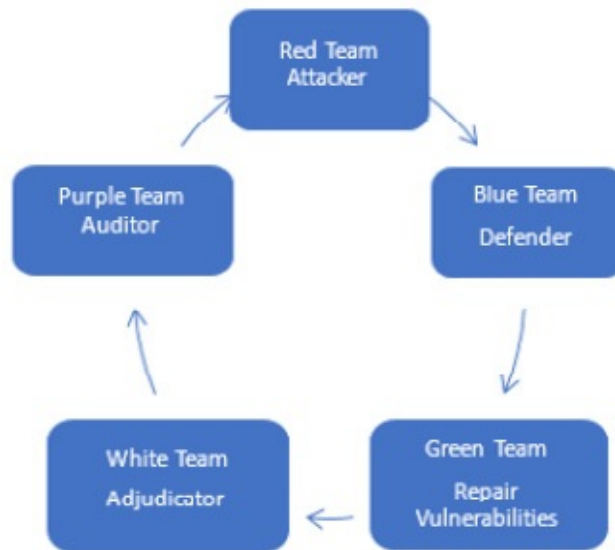 Red Team
Attacker
Purple Team
Auditor
Blue Team
Defender
White Team
Adjudicator
Green Team
Repair
Vulnerabilities